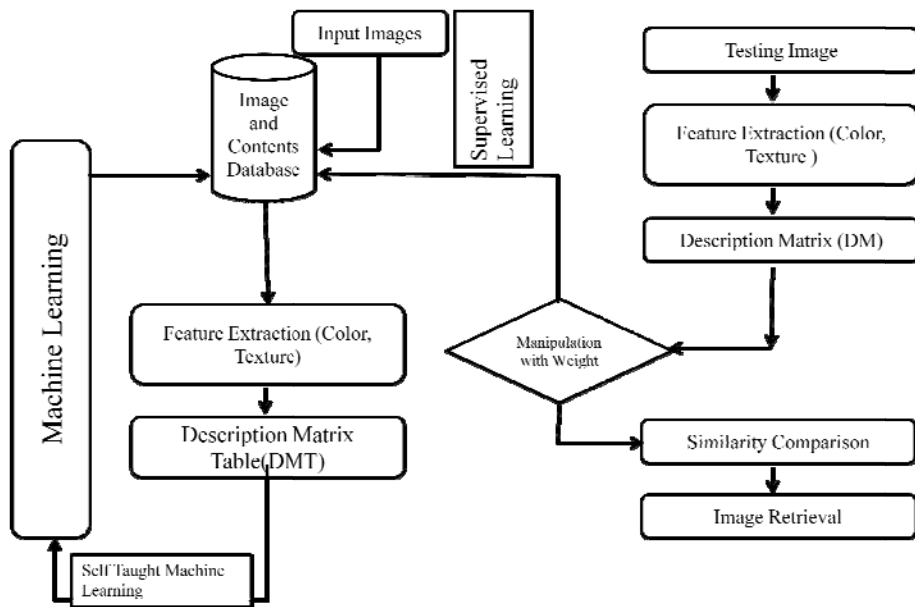 Input Images
Image
and
Contents
Database
Supervised
Learning
Testing Image
Feature Extraction (Color,
Texture )
Description Matrix (DM)
Machine Learning
Feature Extraction (Color,
Texture)
Manipulation
with Weight
Description Matrix
Table(DMT)
Similarity Comparison
Image Retrieval
Self Taught Machine
Learning